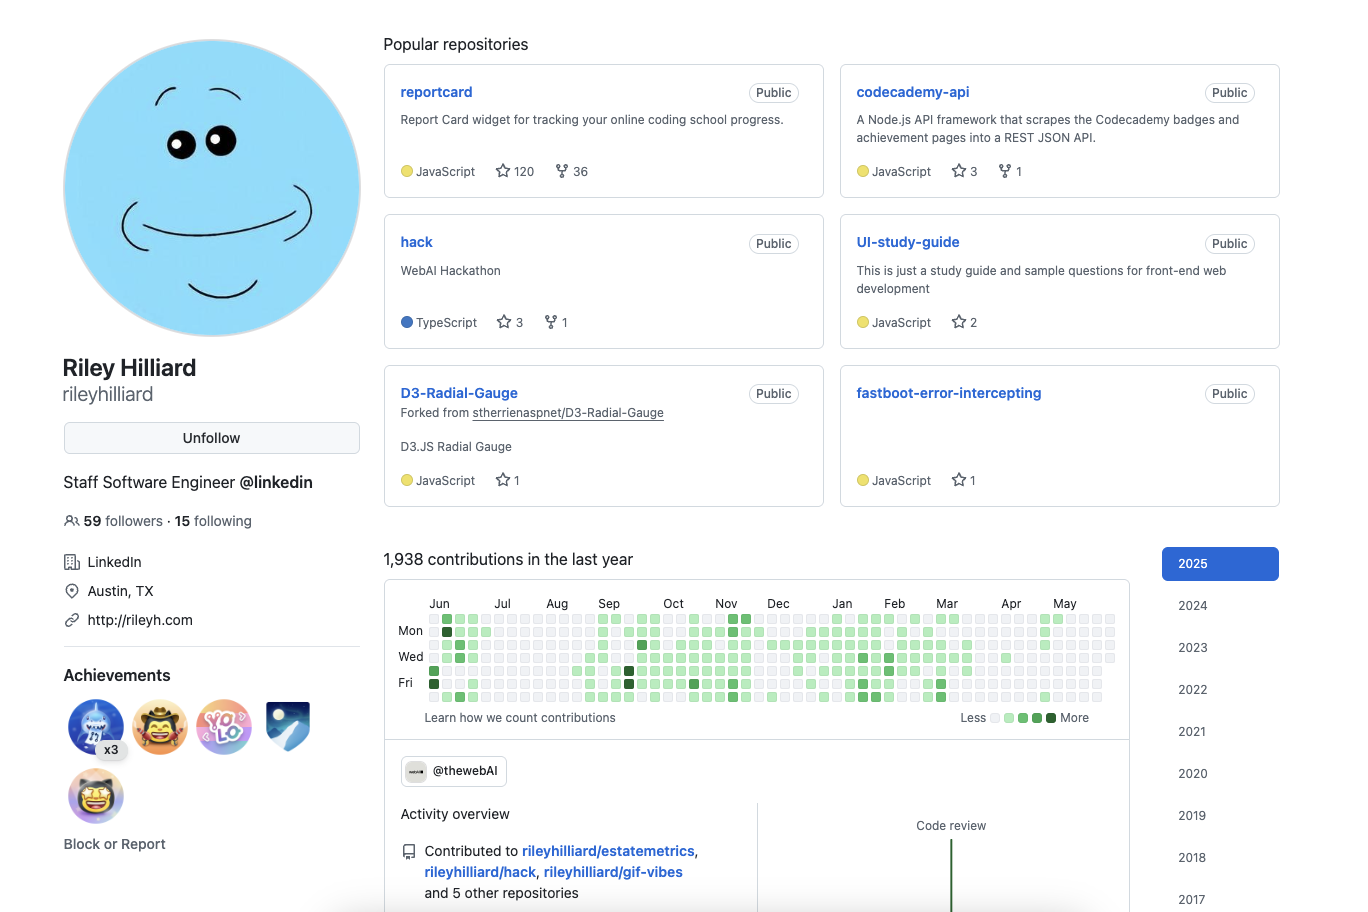 Popular repositories
reportcard
Public
Report Card widget for tracking your online coding school progress.
JavaScript 120 36
codecademy-api
Public
A Node.js API framework that scrapes the Codecademy badges and
achievement pages into a REST JSON API.
JavaScript 3 1
hack
Public
WebAI Hackathon
TypeScript 3 1
UI-study-guide
Public
This is just a study guide and sample questions for front-end web
development
JavaScript 2
D3-Radial-Gauge
Public
Forked from stherrienaspnet/D3-Radial-Gauge
D3.JS Radial Gauge
JavaScript 1
fastboot-error-intercepting
Public
JavaScript 1
Riley Hilliard
rileyhilliard
Unfollow
Staff Software Engineer @linkedin
59 followers · 15 following
LinkedIn
Austin, TX
http://rileyh.com
Achievements
x3
YOLO
Block or Report
1,938 contributions in the last year
Jun Jul Aug Sep Oct Nov Dec Jan Feb Mar Apr May
Mon
Wed
Fri
Learn how we count contributions
Less More
@thewebAI
Activity overview
Contributed to rileyhilliard/estatemetrics,
rileyhilliard/hack, rileyhilliard/gif-vibes
and 5 other repositories
Code review
2025
2024
2023
2022
2021
2020
2019
2018
2017